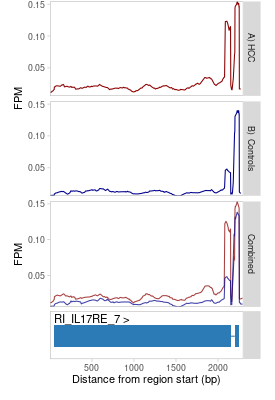 0.15
0.10
0.05
FPM
A) HCC
0.15
0.10
0.05
B) Controls
0.15
0.10
0.05
FPM
Combined
RI_IL17RE_7 >
500
1000
1500
2000
Distance from region start (bp)